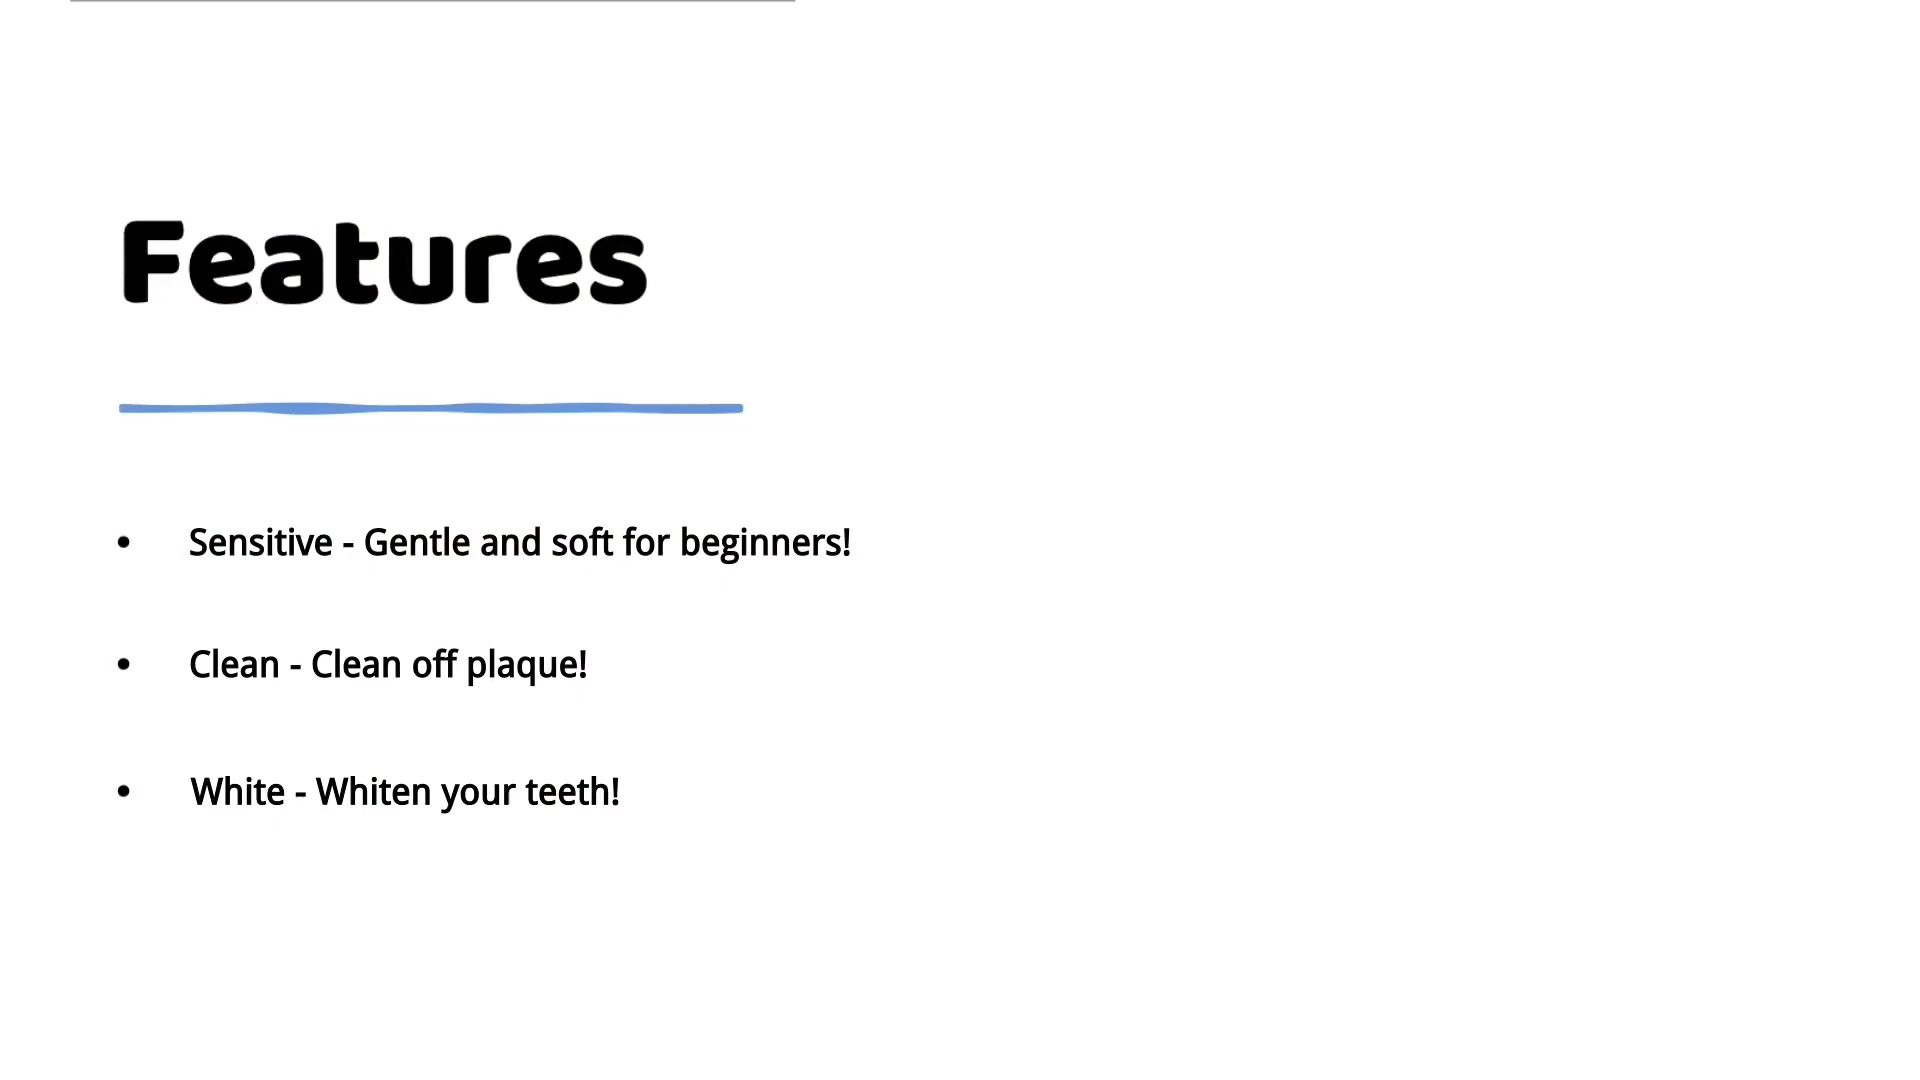 Features
• Sensitive - Gentle and soft for beginners!
• Clean - Clean off plaque!
• White - Whiten your teeth!